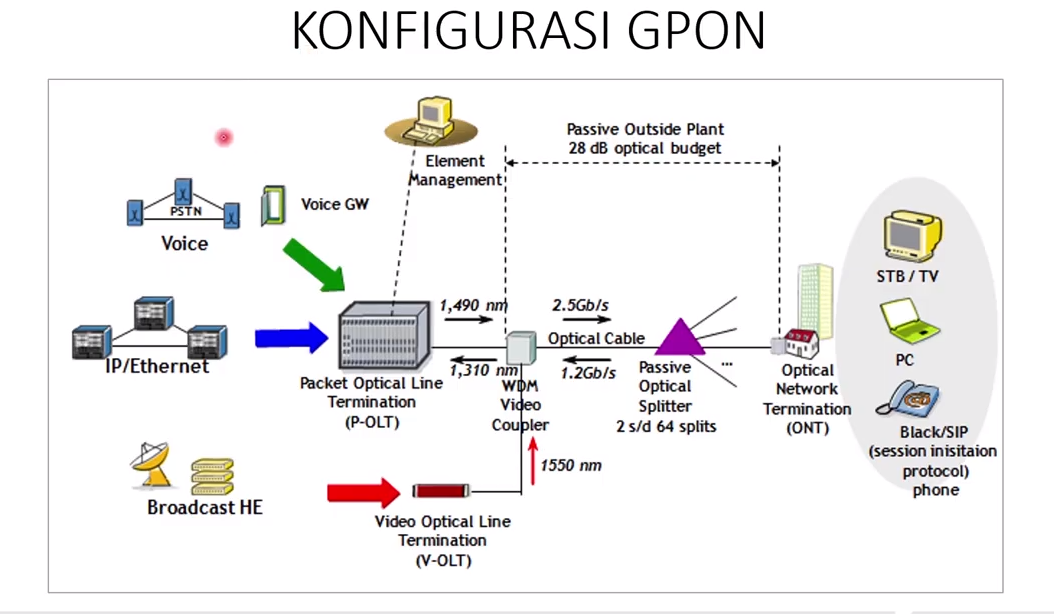 KONFIGURASI GPON
Passive Outside Plant
28 dB optical budget
Element
Management
PSTN
Voice
Voice GW
STB / TV
1,490 nm
2.5Gb/s
Optical Cable
IP/Ethernet
1,310 nm
1.2Gb/s
PC
Packet Optical Line
Termination
(P-OLT)
WDM
Video
Coupler
Passive
Optical
Splitter
2 s/d 64 splits
...
Optical
Network
Termination
(ONT)
Black/SIP
(session inisitaion
protocol)
phone
1550 nm
Broadcast HE
Video Optical Line
Termination
(V-OLT)